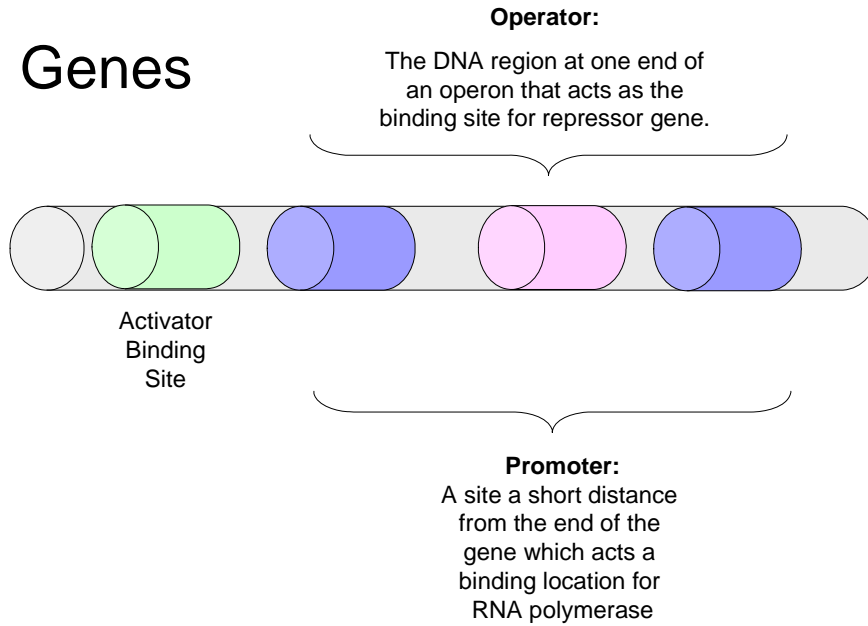 Genes
Operator:
The DNA region at one end of
an operon that acts as the
binding site for repressor gene.
Activator
Binding
Site
Promoter:
A site a short distance
from the end of the
gene which acts a
binding location for
RNA polymerase